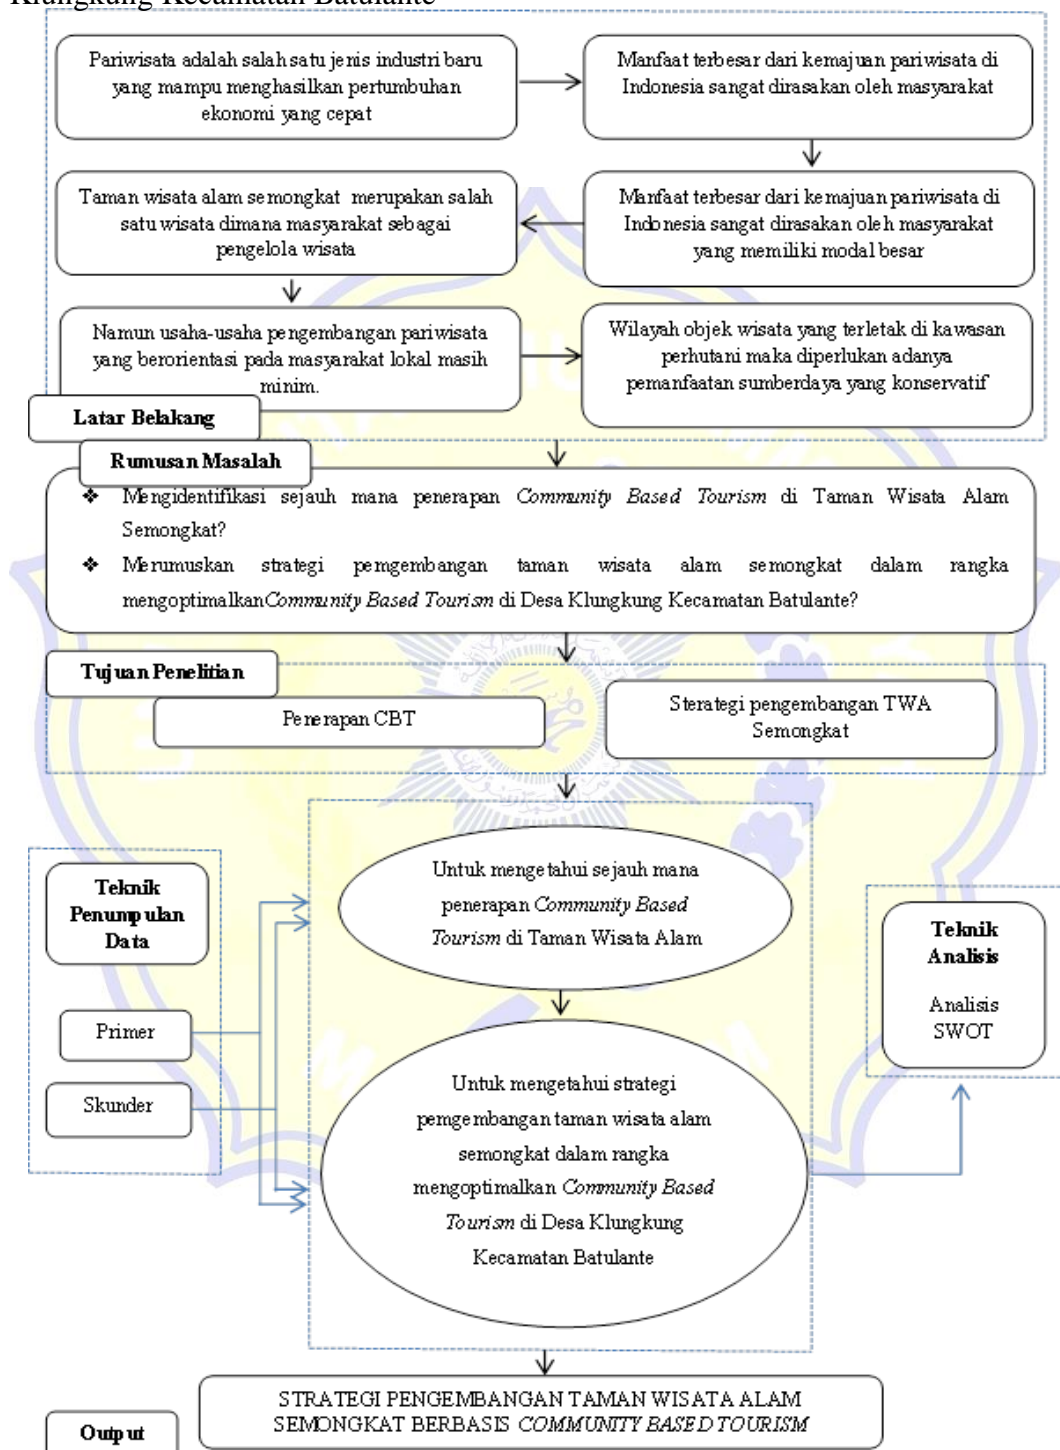 Klungkung Kecamatan Batulante
Pariwisata adalah salah satu jenis industri baru
yang mampu menghasilkan pertumbuhan
ekonomi yang cepat
Manfaat terbesar dari kemajuan pariwisata di
Indonesia sangat dirasakan oleh masyarakat
Taman wisata alam semongkat merupakan salah
satu wisata dimana masyarakat sebagai
pengelola wisata
Manfaat terbesar dari kemajuan pariwisata di
Indonesia sangat dirasakan oleh masyarakat
yang memiliki modal besar
Namun usaha-usaha pengembangan pariwisata
yang berorientasi pada masyarakat lokal masih
minim.
Wilayah objek wisata yang terletak di kawasan
perhutani maka diperlukan adanya
pemanfaatan sumberdaya yang konservatif
Latar Belakang
Rumusan Masalah
❖ Mengidentifikasi sejauh mana penerapan Community Based Tourism di Taman Wisata Alam
Semongkat?
❖ Merumuskan strategi pemgembangan taman wisata alam semongkat dalam rangka
mengoptimalkanCommunity Based Tourism di Desa Klungkung Kecamatan Batulante?
Tujuan Penelitian
Penerapan CBT
Sterategi pengembangan TWA
Semongkat
Teknik
Penumpulan
Data
Primer
Skunder
Untuk mengetahui sejauh mana
penerapan Community Based
Tourism di Taman Wisata Alam
Untuk mengetahui strategi
pemgembangan taman wisata alam
semongkat dalam rangka
mengoptimalkan Community Based
Tourism di Desa Klungkung
Kecamatan Batulante
Teknik
Analisis
Analisis
SWOT
STRATEGI PENGEMBANGAN TAMAN WISATA ALAM
SEMONGKAT BERBASIS COMMUNITY BASED TOURISM
Output